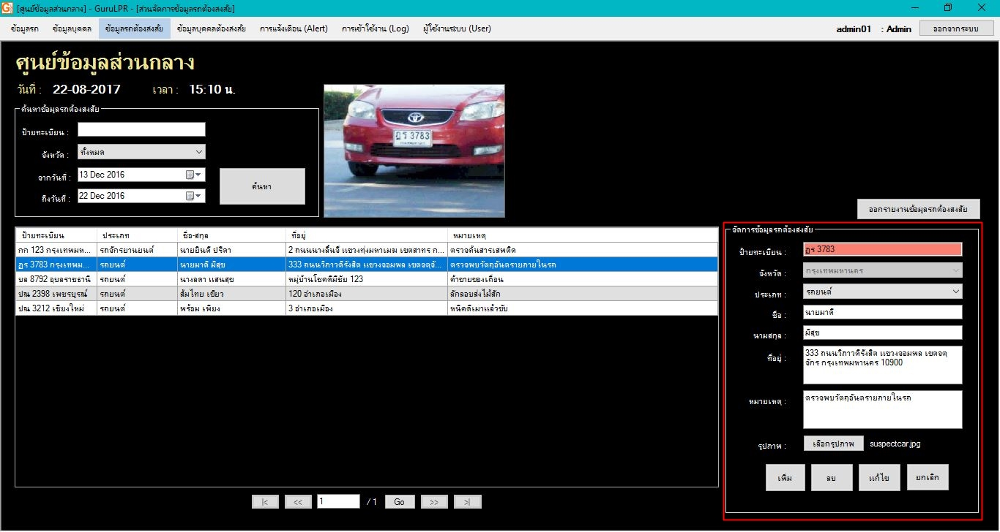 [ศูนย์ข้อมูลส่วนกลาง] - GuruLPR - [ส่วนจัดการข้อมูลรถต้องสงสัย]
ข้อมูลรถ ข้อมูลบุคคล ข้อมูลรถต้องสงสัย ข้อมูลบุคคลต้องสงสัย การแจ้งเตือน (Alert) การเข้าใช้งาน (Log) ผู้ใช้งานระบบ (User) admin01 : Admin ออกจากระบบ
ศูนย์ข้อมูลส่วนกลาง
วันที่ : 22-08-2017 เวลา : 15:10 น.
ค้นหาข้อมูลรถต้องสงสัย
ป้ายทะเบียน :
จังหวัด : ทั้งหมด
จากวันที่ : 13 Dec 2016
ถึงวันที่ : 22 Dec 2016
ค้นหา
ฎร 3783
ออกรายงานข้อมูลรถต้องสงสัย
ป้ายทะเบียน ประเภท ชื่อ-สกุล ที่อยู่ หมายเหตุ
กก 123 กรุงเทพมห... รถจักรยานยนต์ นายยินดี ปรีดา 2 ถนนนางลิ้นจี่ แขวงทุ่งมหาเมฆ เขตสาทร ก... ตรวจค้นสารเสพติด
ฎร 3783 กรุงเทพม... รถยนต์ นายมาดี มีสุข 333 ถนนวิภาวดีรังสิต แขวงจอมพล เขตจตุจั... ตรวจพบวัตถุอันตรายภายในรถ
บล 8792 อุบลราชธานี รถยนต์ นางลดา แสนสุข หมู่บ้านโชคดีมีชัย 123 ค้าขายของเถื่อน
ปณ 2398 เพชรบูรณ์ รถยนต์ ส้มไทย เขียว 120 อำเภอเมือง ลักลอบส่งไม้สัก
ปณ 3212 เชียงใหม่ รถยนต์ พร้อม เพียง 3 อำเภอเมือง หนีคดีเมาแล้วขับ
|< << 1 / 1 Go >> >|
จัดการข้อมูลรถต้องสงสัย
ป้ายทะเบียน : ฎร 3783
จังหวัด : กรุงเทพมหานคร
ประเภท : รถยนต์
ชื่อ : นายมาดี
นามสกุล : มีสุข
ที่อยู่ : 333 ถนนวิภาวดีรังสิต แขวงจอมพล เขตจตุ
จักร กรุงเทพมหานคร 10900
หมายเหตุ : ตรวจพบวัตถุอันตรายภายในรถ
รูปภาพ : เลือกรูปภาพ suspectcar.jpg
เพิ่ม ลบ แก้ไข ยกเลิก